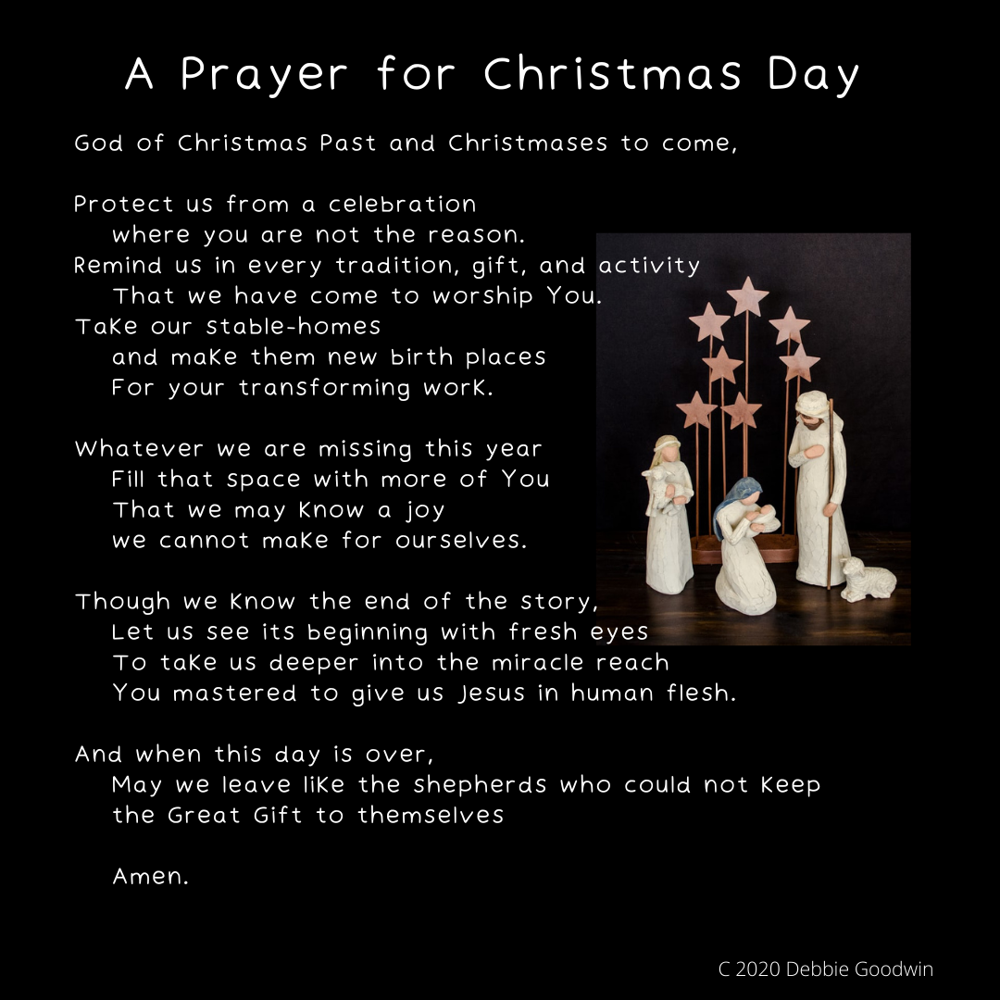 A Prayer for Christmas Day
God of Christmas Past and Christmases to come,
Protect us from a celebration
where you are not the reason.
Remind us in every tradition, gift, and activity
That we have come to worship You.
Take our stable-homes
and make them new birth places
For your transforming work.
Whatever we are missing this year
Fill that space with more of You
That we may know a joy
we cannot make for ourselves.
Though we know the end of the story,
Let us see its beginning with fresh eyes
To take us deeper into the miracle reach
You mastered to give us Jesus in human flesh.
And when this day is over,
May we leave like the shepherds who could not keep
the Great Gift to themselves
Amen.
C 2020 Debbie Goodwin